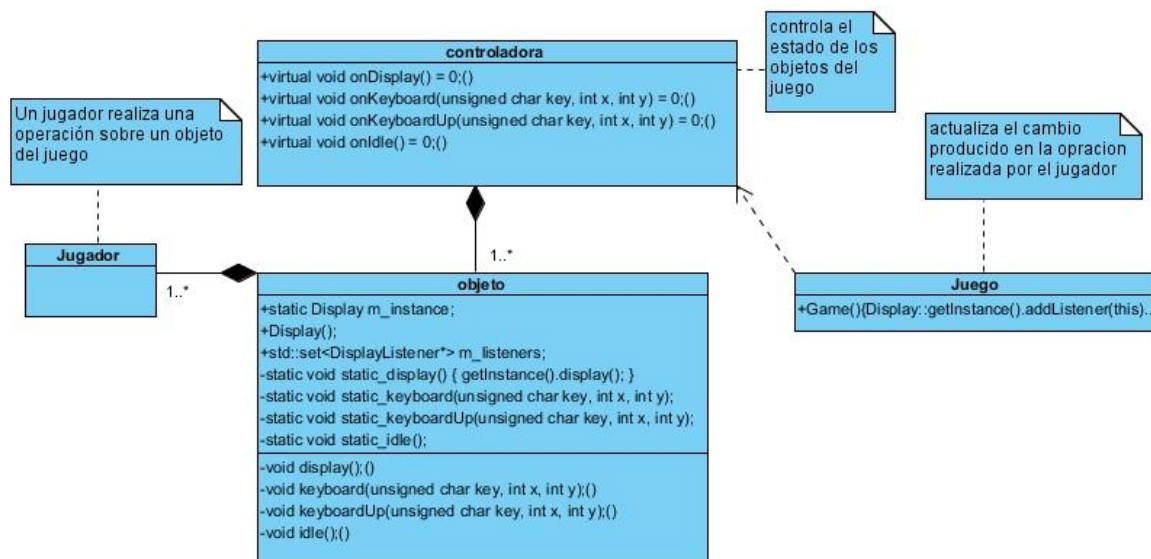 controladora
+virtual void onDisplay() = 0;()
+virtual void onKeyboard(unsigned char key, int x, int y) = 0;()
+virtual void onKeyboardUp(unsigned char key, int x, int y) = 0;()
+virtual void onIdle() = 0;()
controla el
estado de los
objetos del
juego
Un jugador realiza una
operación sobre un objeto
del juego
actualiza el cambio
producido en la opracion
realizada por el jugador
Jugador
1..*
1..*
objeto
+static Display m_instance;
+Display();
+std::set<DisplayListener*> m_listeners;
-static void static_display() { getInstance().display(); }
-static void static_keyboard(unsigned char key, int x, int y);
-static void static_keyboardUp(unsigned char key, int x, int y);
-static void static_idle();
-void display();()
-void keyboard(unsigned char key, int x, int y);()
-void keyboardUp(unsigned char key, int x, int y);()
-void idle();()
Juego
+Game(){Display::getInstance().addListener(this)..